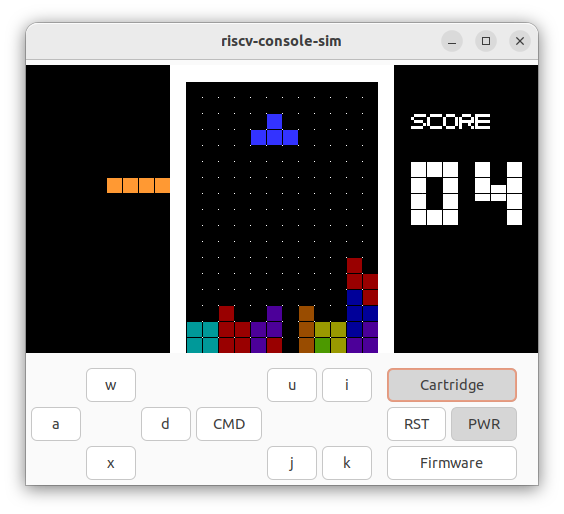 riscv-console-sim
SCORE
04
w u i Cartridge
a d CMD RST PWR
x j k Firmware